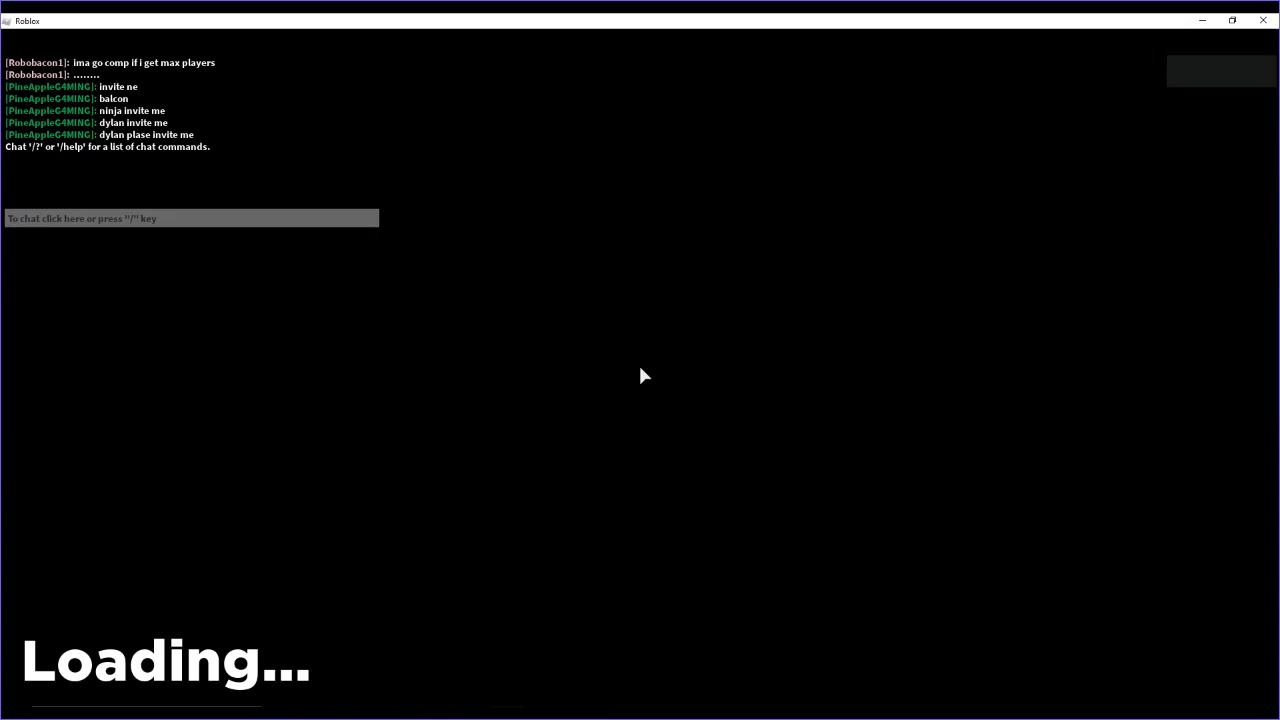 Roblox
[Robobacon1]: ima go comp if i get max players
[Robobacon1]: ........
[PineAppleG4MING]: invite ne
[PineAppleG4MING]: balcon
[PineAppleG4MING]: ninja invite me
[PineAppleG4MING]: dylan invite me
[PineAppleG4MING]: dylan plase invite me
Chat '/?' or '/help' for a list of chat commands.
To chat click here or press "/" key
Loading...